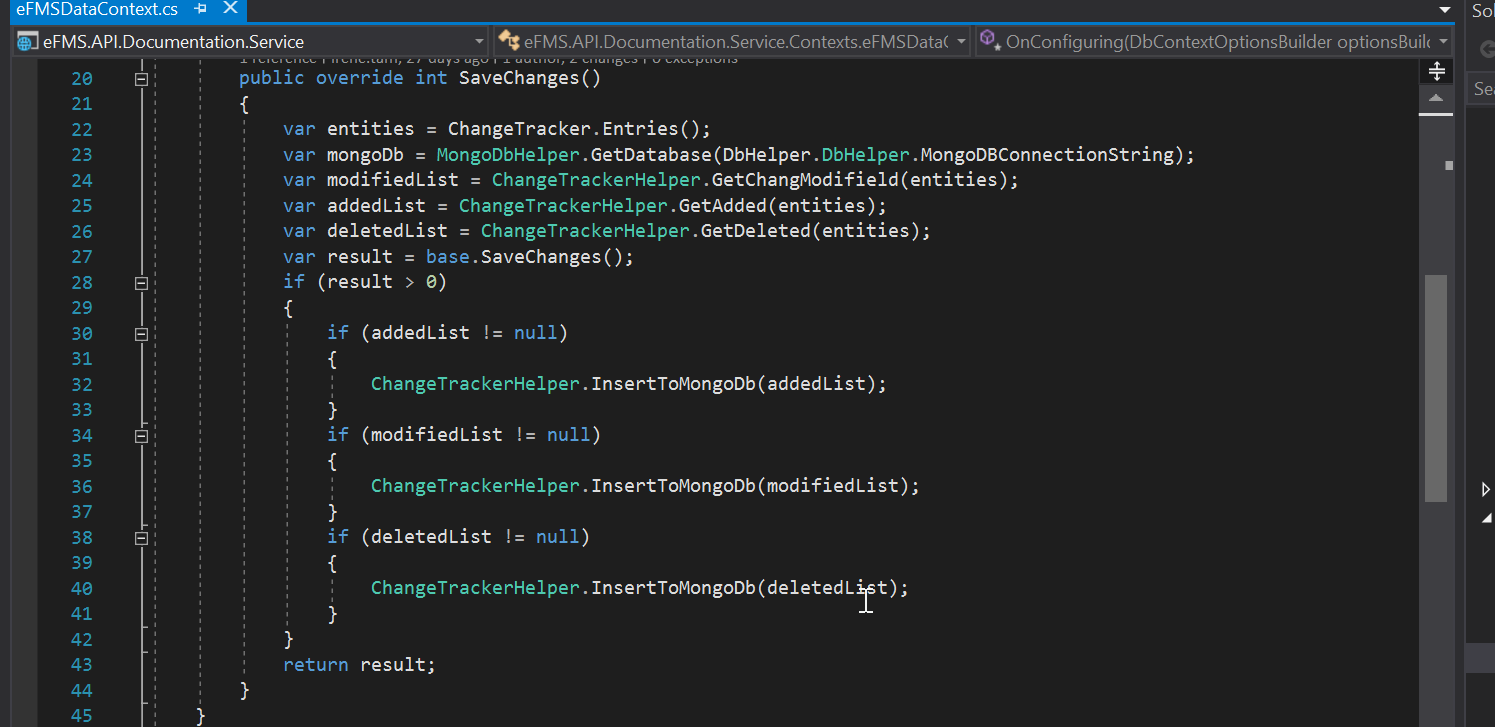 eFMSDataContext.cs
eFMS.API.Documentation.Service
eFMS.API.Documentation.Service.Contexts.eFMSData
OnConfiguring(DbContextOptionsBuilder
20 public override int SaveChanges()
21 {
22 var entities = ChangeTracker.Entries();
23 var mongoDb = MongoDbHelper.GetDatabase(DbHelper.DbHelper.MongoDBConnectionString);
24 var modifiedList = ChangeTrackerHelper.GetChangModifield(entities);
25 var addedList = ChangeTrackerHelper.GetAdded(entities);
26 var deletedList = ChangeTrackerHelper.GetDeleted(entities);
27 var result = base.SaveChanges();
28 if (result > 0)
29 {
30 if (addedList != null)
31 {
32 ChangeTrackerHelper.InsertToMongoDb(addedList);
33 }
34 if (modifiedList != null)
35 {
36 ChangeTrackerHelper.InsertToMongoDb(modifiedList);
37 }
38 if (deletedList != null)
39 {
40 ChangeTrackerHelper.InsertToMongoDb(deletedList);
41 }
42 }
43 return result;
44 }
45 }